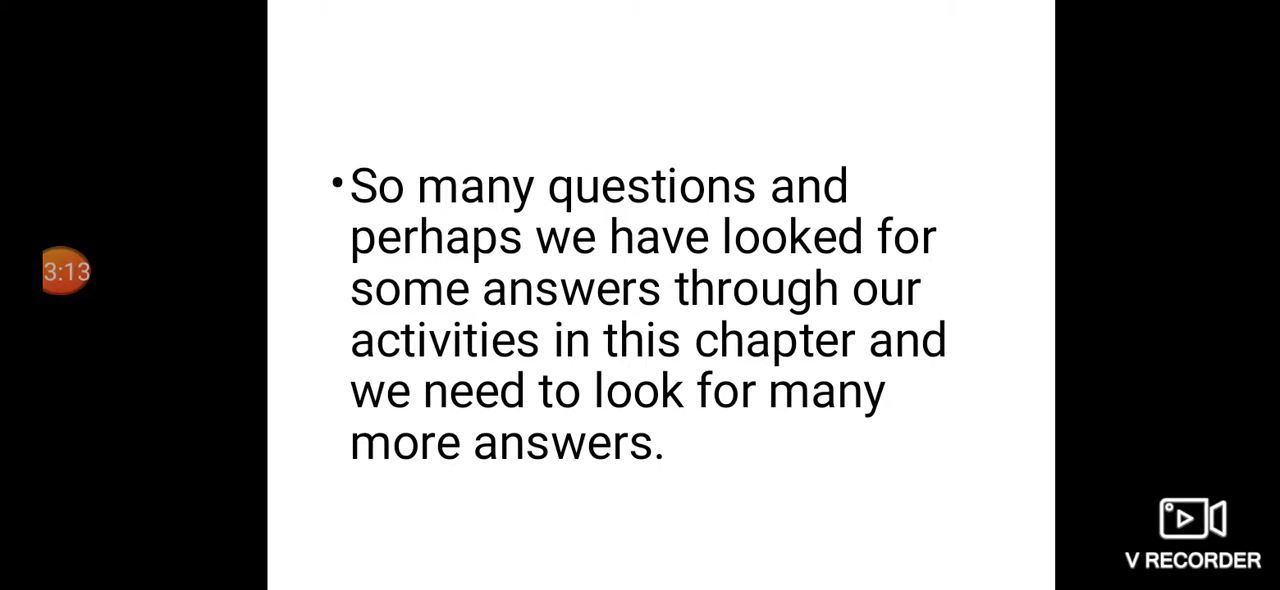 •So many questions and
perhaps we have looked for
some answers through our
activities in this chapter and
we need to look for many
more answers.
3:13
V RECORDER